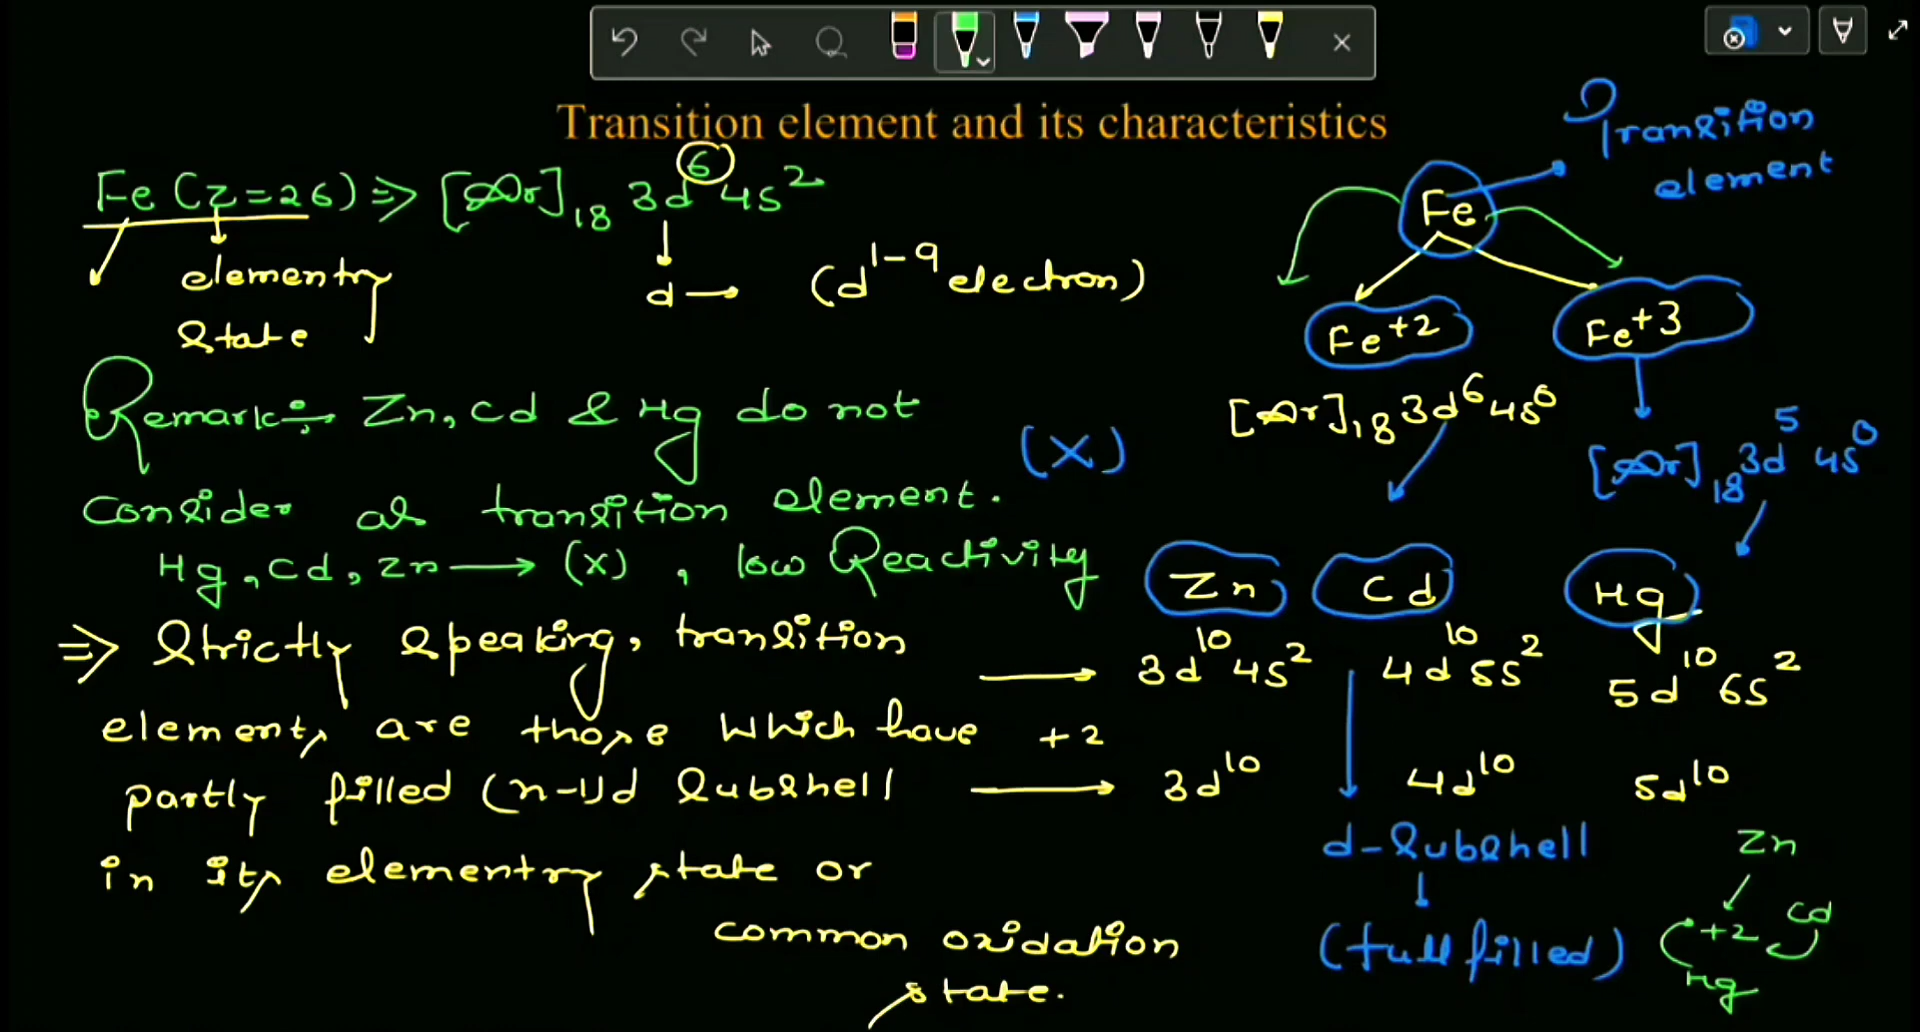 Transition element and its characteristics
Fe (Z=26) ⇒ [Ar]₁₈ 3d⁶ 4s²
elementry
state
d → (d¹⁻⁹ electron)
Remark:- Zn, Cd & Hg do not
Consider as transition element. (X)
Hg, Cd, Zn → (X), low Reactivity
⇒ Strictly speaking, transition
elements are those which have
partly filled (n-1)d subshell
in its elementry state or
common oxidation
state.
Transition
element
Fe
Fe⁺² Fe⁺³
[Ar]₁₈ 3d⁶ 4s⁰
[Ar]₁₈ 3d⁵ 4s⁰
Zn Cd Hg
→ 3d¹⁰ 4s² 4d¹⁰ 5s² 5d¹⁰ 6s²
+2
→ 3d¹⁰ 4d¹⁰ 5d¹⁰
d-subshell
(full filled)
Zn
+2 Cd
Hg